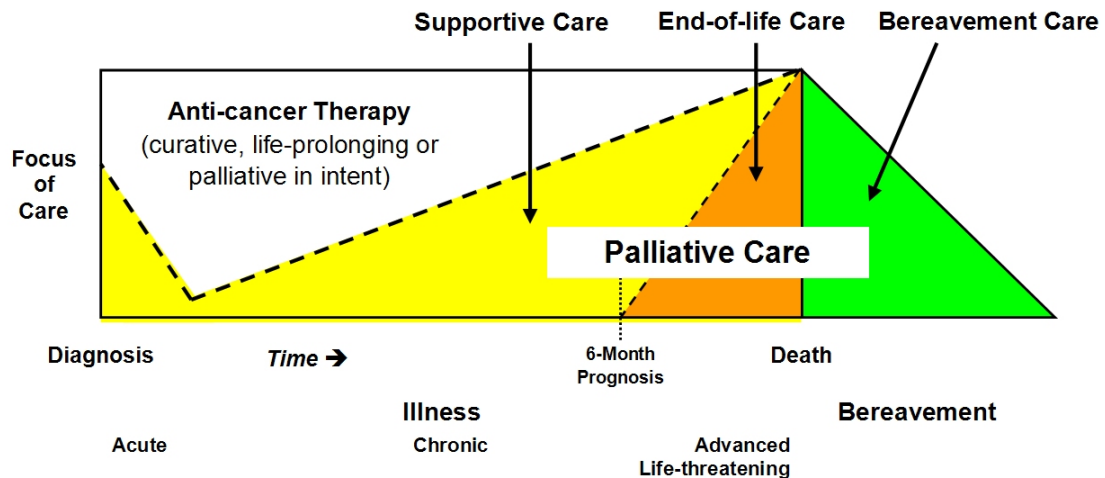 Supportive Care
End-of-life Care
Bereavement Care
Anti-cancer Therapy
(curative, life-prolonging or
palliative in intent)
Focus
of
Care
Palliative Care
Diagnosis
Time ➔
6-Month
Prognosis
Death
Illness
Bereavement
Acute
Chronic
Advanced
Life-threatening